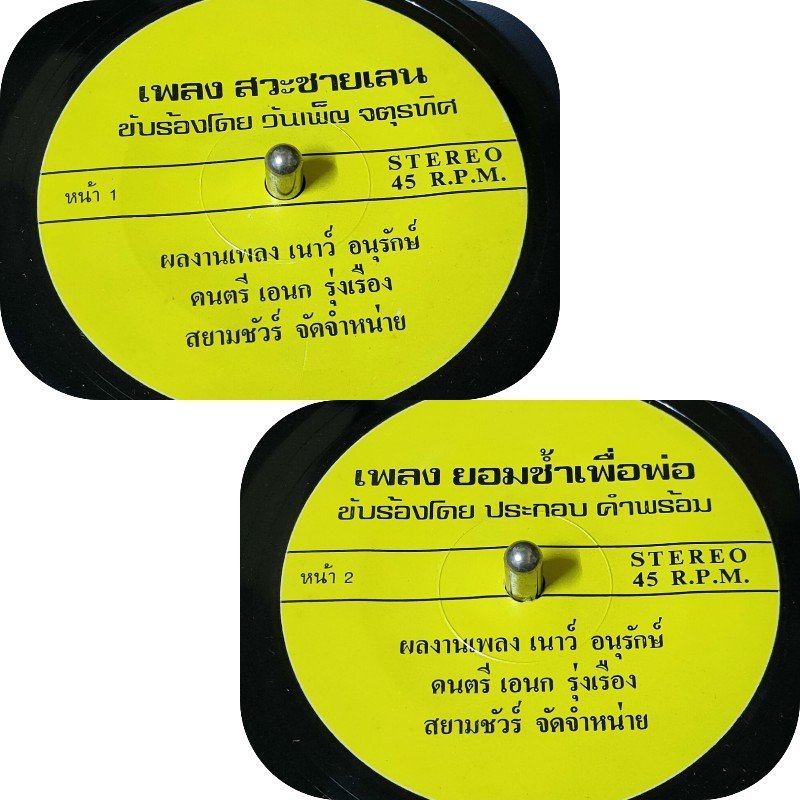 เพลง สวะชายเลน
ขับร้องโดย วันเพ็ญ จตุรทิศ
หน้า 1
STEREO
45 R.P.M.
ผลงานเพลง เนาว์ อนุรักษ์
ดนตรี เอนก รุ่งเรือง
สยามชัวร์ จัดจำหน่าย
เพลง ยอมช้ำเพื่อพ่อ
ขับร้องโดย ประกอบ คำพร้อม
หน้า 2
STEREO
45 R.P.M.
ผลงานเพลง เนาว์ อนุรักษ์
ดนตรี เอนก รุ่งเรือง
สยามชัวร์ จัดจำหน่าย